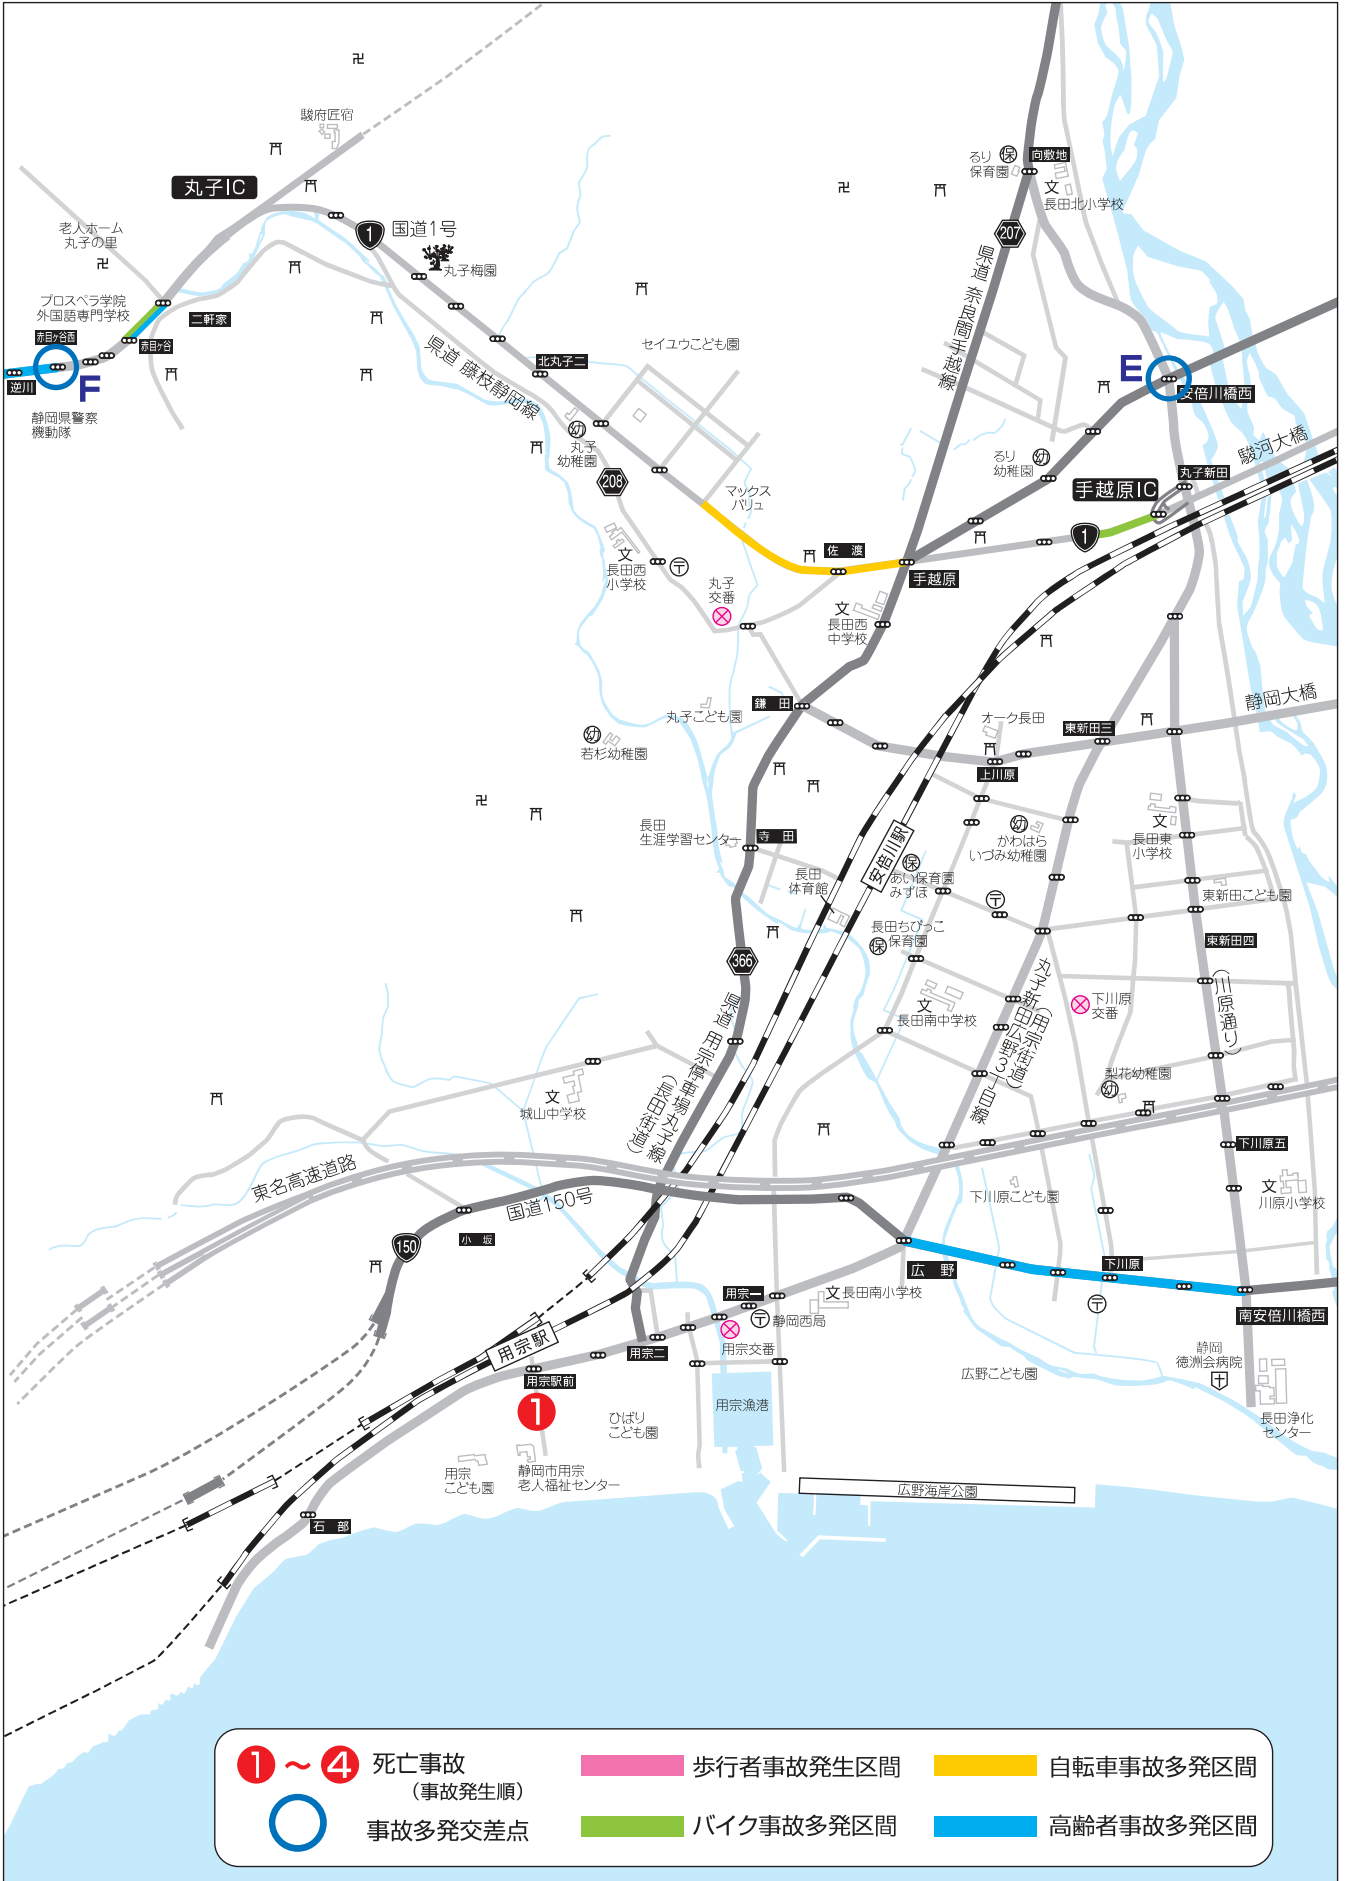 駿府匠宿
丸子IC
老人ホーム
丸子の里
1
国道1号
丸子梅園
プロスペラ学院
外国語専門学校
二軒家
赤目ヶ谷西
赤目ヶ谷
逆川
F
静岡県警察
機動隊
県道 藤枝静岡線
北丸子二
セイユウこども園
幼
丸子
幼稚園
208
マックス
バリュ
文
長田西
小学校
〒
丸子
交番
佐渡
手越原
文
長田西
中学校
るり
保育園
保
向敷地
文
長田北小学校
207
県道 奈良間手越線
E
安倍川橋西
るり
幼稚園
幼
手越原IC
丸子新田
駿河大橋
1
静岡大橋
鎌田
丸子こども園
幼
若杉幼稚園
オーク長田
東新田三
上川原
長田
生涯学習センター
寺田
安倍川駅
幼
かわはら
いづみ幼稚園
文
長田東
小学校
保
あい保育園
みずほ
長田
体育館
〒
東新田こども園
長田ちびっこ
保育園
保
東新田四
366
文
長田南中学校
下川原
交番
(川原通り)
丸子新田広野3丁目線
(用宗街道)
県道 用宗停車場丸子線
(長田街道)
梨花幼稚園
幼
文
城山中学校
下川原五
東名高速道路
国道150号
150
小坂
下川原こども園
文
川原小学校
広野
下川原
〒
用宗一
文 長田南小学校
〒 静岡西局
南安倍川橋西
用宗駅
用宗二
用宗交番
静岡
徳洲会病院
用宗駅前
1
広野こども園
用宗漁港
ひばり
こども園
長田浄化
センター
用宗
こども園
静岡市用宗
老人福祉センター
広野海岸公園
石部
1 ～ 4 死亡事故
(事故発生順)
歩行者事故発生区間
自転車事故多発区間
事故多発交差点
バイク事故多発区間
高齢者事故多発区間